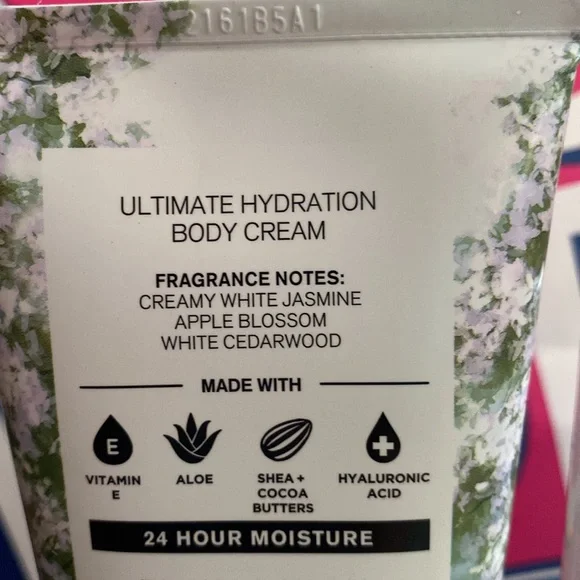 216185A1
ULTIMATE HYDRATION
BODY CREAM
FRAGRANCE NOTES:
CREAMY WHITE JASMINE
APPLE BLOSSOM
WHITE CEDARWOOD
MADE WITH
E
VITAMIN
E
ALOE
SHEA +
COCOA
BUTTERS
HYALURONIC
ACID
24 HOUR MOISTURE